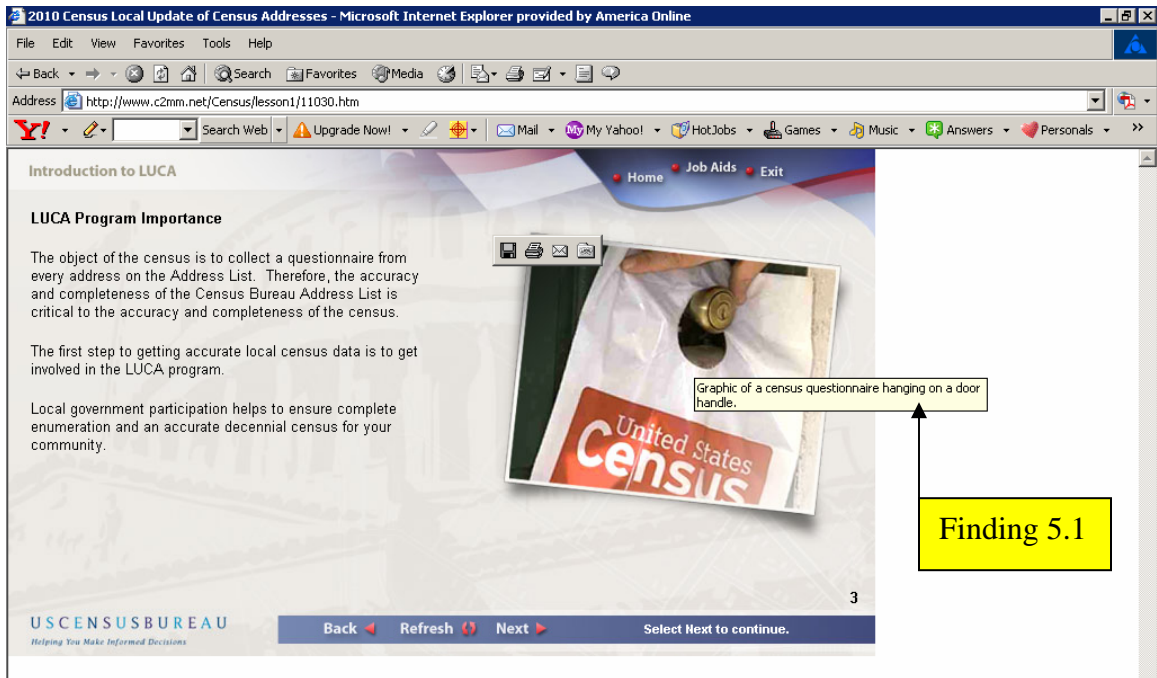 2010 Census Local Update of Census Addresses - Microsoft Internet Explorer provided by America Online
File Edit View Favorites Tools Help
Back Search Favorites Media
Address http://www.c2mm.net/Census/lesson1/11030.htm
Y! Search Web Upgrade Now! Mail My My Yahoo! HotJobs Games Music Answers Personals >>
Introduction to LUCA
Home Job Aids Exit
LUCA Program Importance
The object of the census is to collect a questionnaire from
every address on the Address List. Therefore, the accuracy
and completeness of the Census Bureau Address List is
critical to the accuracy and completeness of the census.
The first step to getting accurate local census data is to get
involved in the LUCA program.
Local government participation helps to ensure complete
enumeration and an accurate decennial census for your
community.
Graphic of a census questionnaire hanging on a door
handle.
United States
Census
Finding 5.1
3
USCENSUSBUREAU
Helping You Make Informed Decisions
Back Refresh Next Select Next to continue.